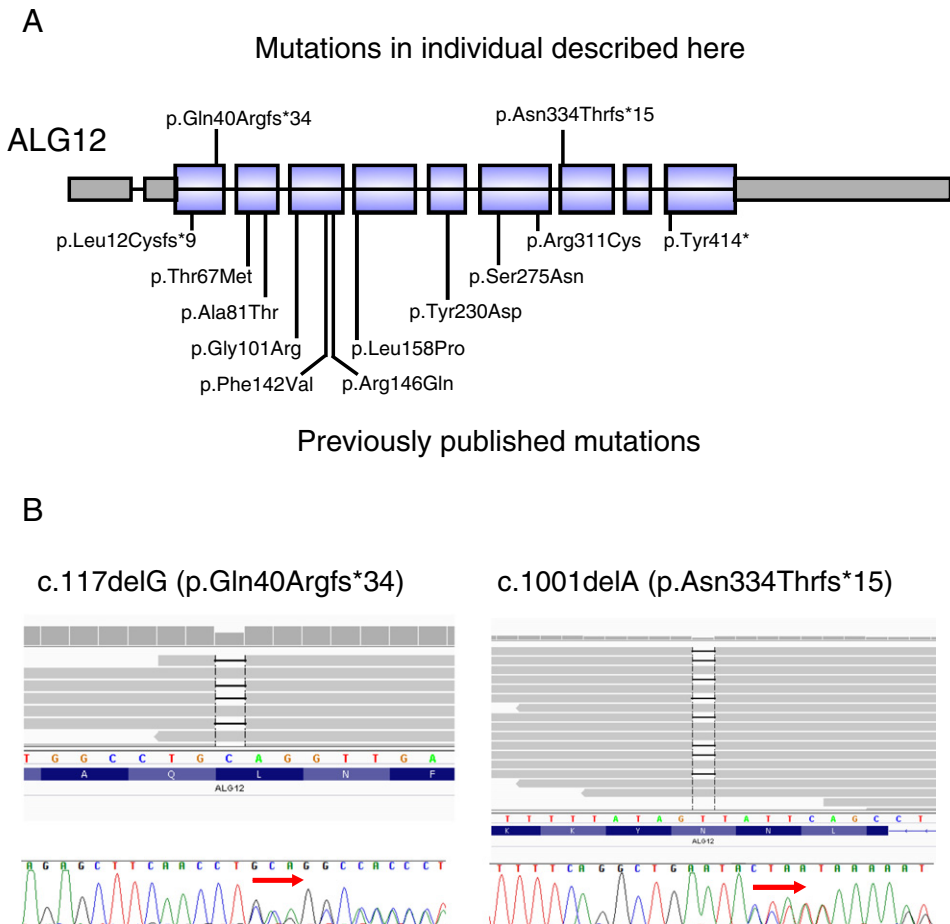 A
Mutations in individual described here
p.Gln40Argfs*34
p.Asn334Thrfs*15
ALG12
p.Leu12Cysfs*9
p.Arg311Cys
p.Tyr414*
p.Thr67Met
p.Ser275Asn
p.Ala81Thr
p.Tyr230Asp
p.Gly101Arg
p.Leu158Pro
p.Phe142Val
p.Arg146Gln
Previously published mutations
B
c.117delG (p.Gln40Argfs*34)
c.1001delA (p.Asn334Thrfs*15)
T G G C C T G C A G G T T G A
A Q L N F
ALG12
A G A G C T T C A A C C T G C A G G C C A C C C T
T T T T T A T A G T T A T T C A G C C T
K K Y N N L
ALG12
T T T T C A G G C T G A A T A C T A A T A A A A A T